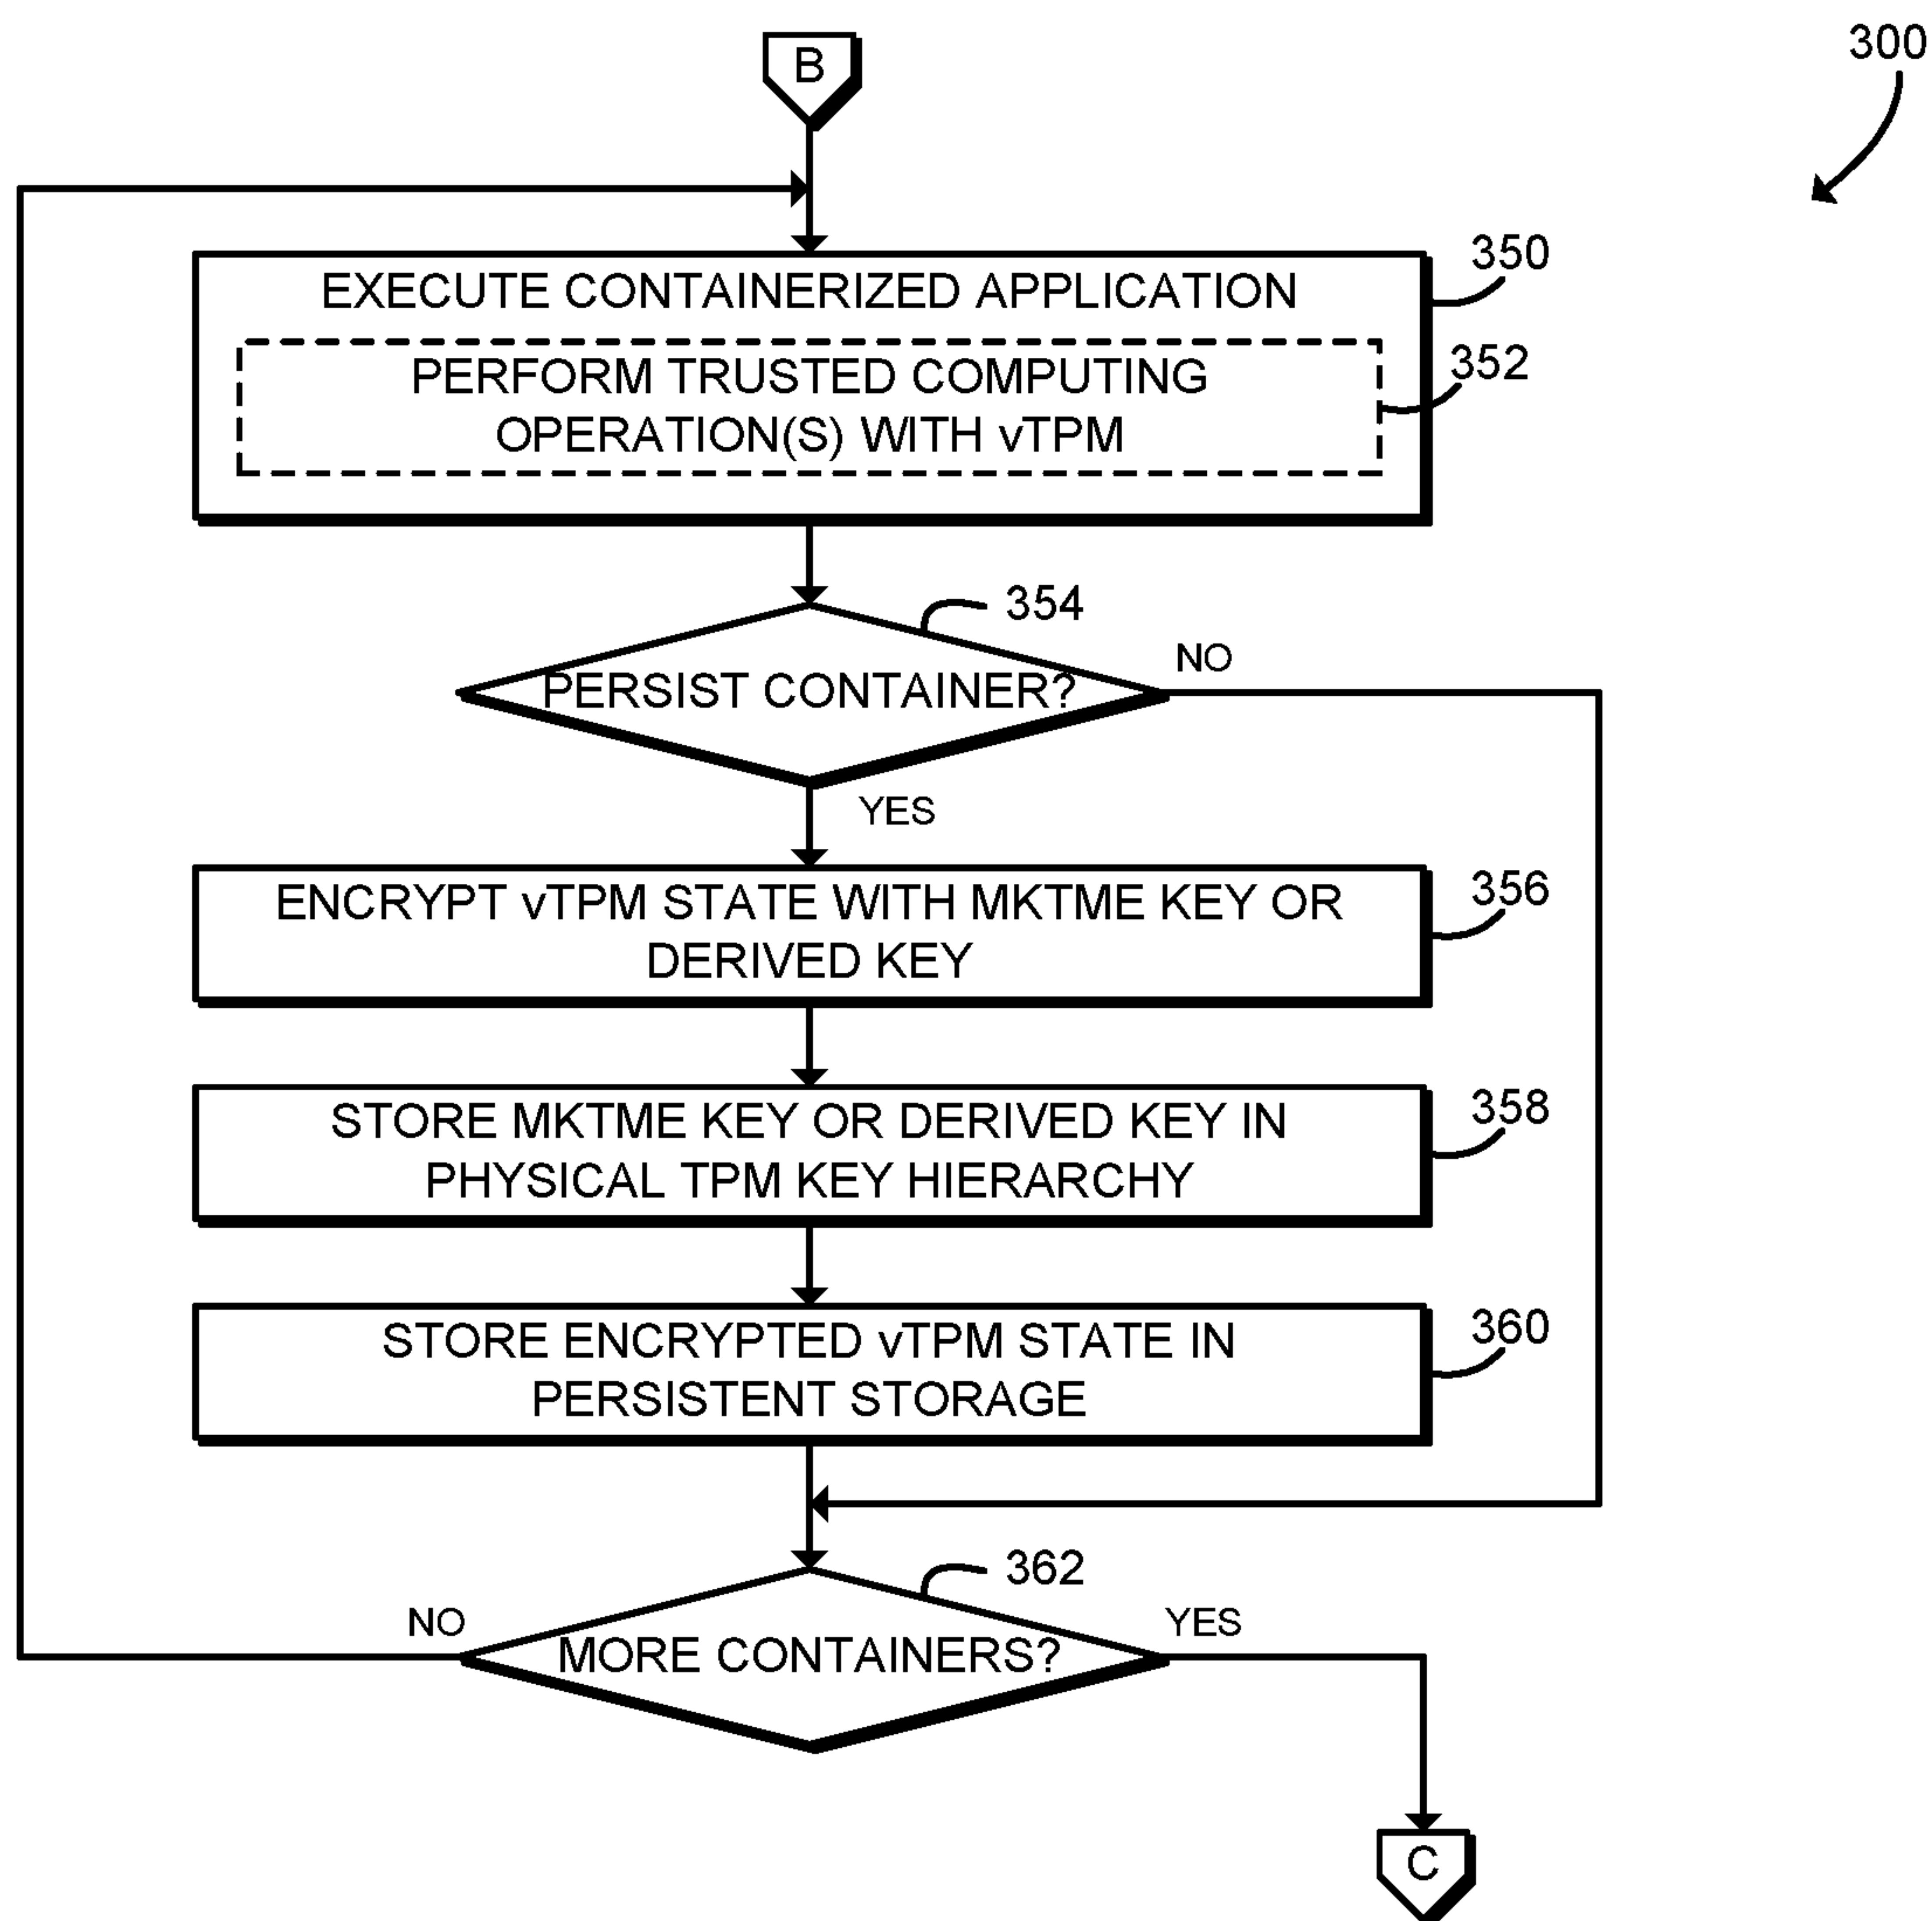 B
300
350
EXECUTE CONTAINERIZED APPLICATION
352
PERFORM TRUSTED COMPUTING
OPERATION(S) WITH vTPM
354
NO
PERSIST CONTAINER?
YES
356
ENCRYPT vTPM STATE WITH MKTME KEY OR
DERIVED KEY
358
STORE MKTME KEY OR DERIVED KEY IN
PHYSICAL TPM KEY HIERARCHY
360
STORE ENCRYPTED vTPM STATE IN
PERSISTENT STORAGE
362
NO
YES
MORE CONTAINERS?
C